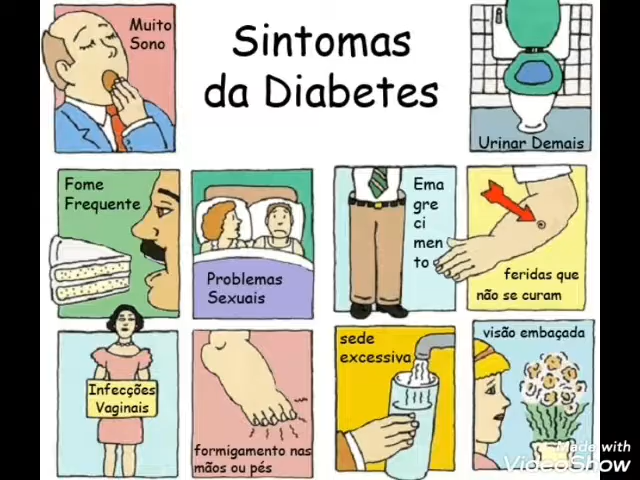 Muito
Sono
Sintomas
da Diabetes
Urinar Demais
Fome
Frequente
Problemas
Sexuais
Ema
gre
ci
men
to
feridas que
não se curam
Infecções
Vaginais
formigamento nas
mãos ou pés
sede
excessiva
visão embaçada
Made with
VideoShow